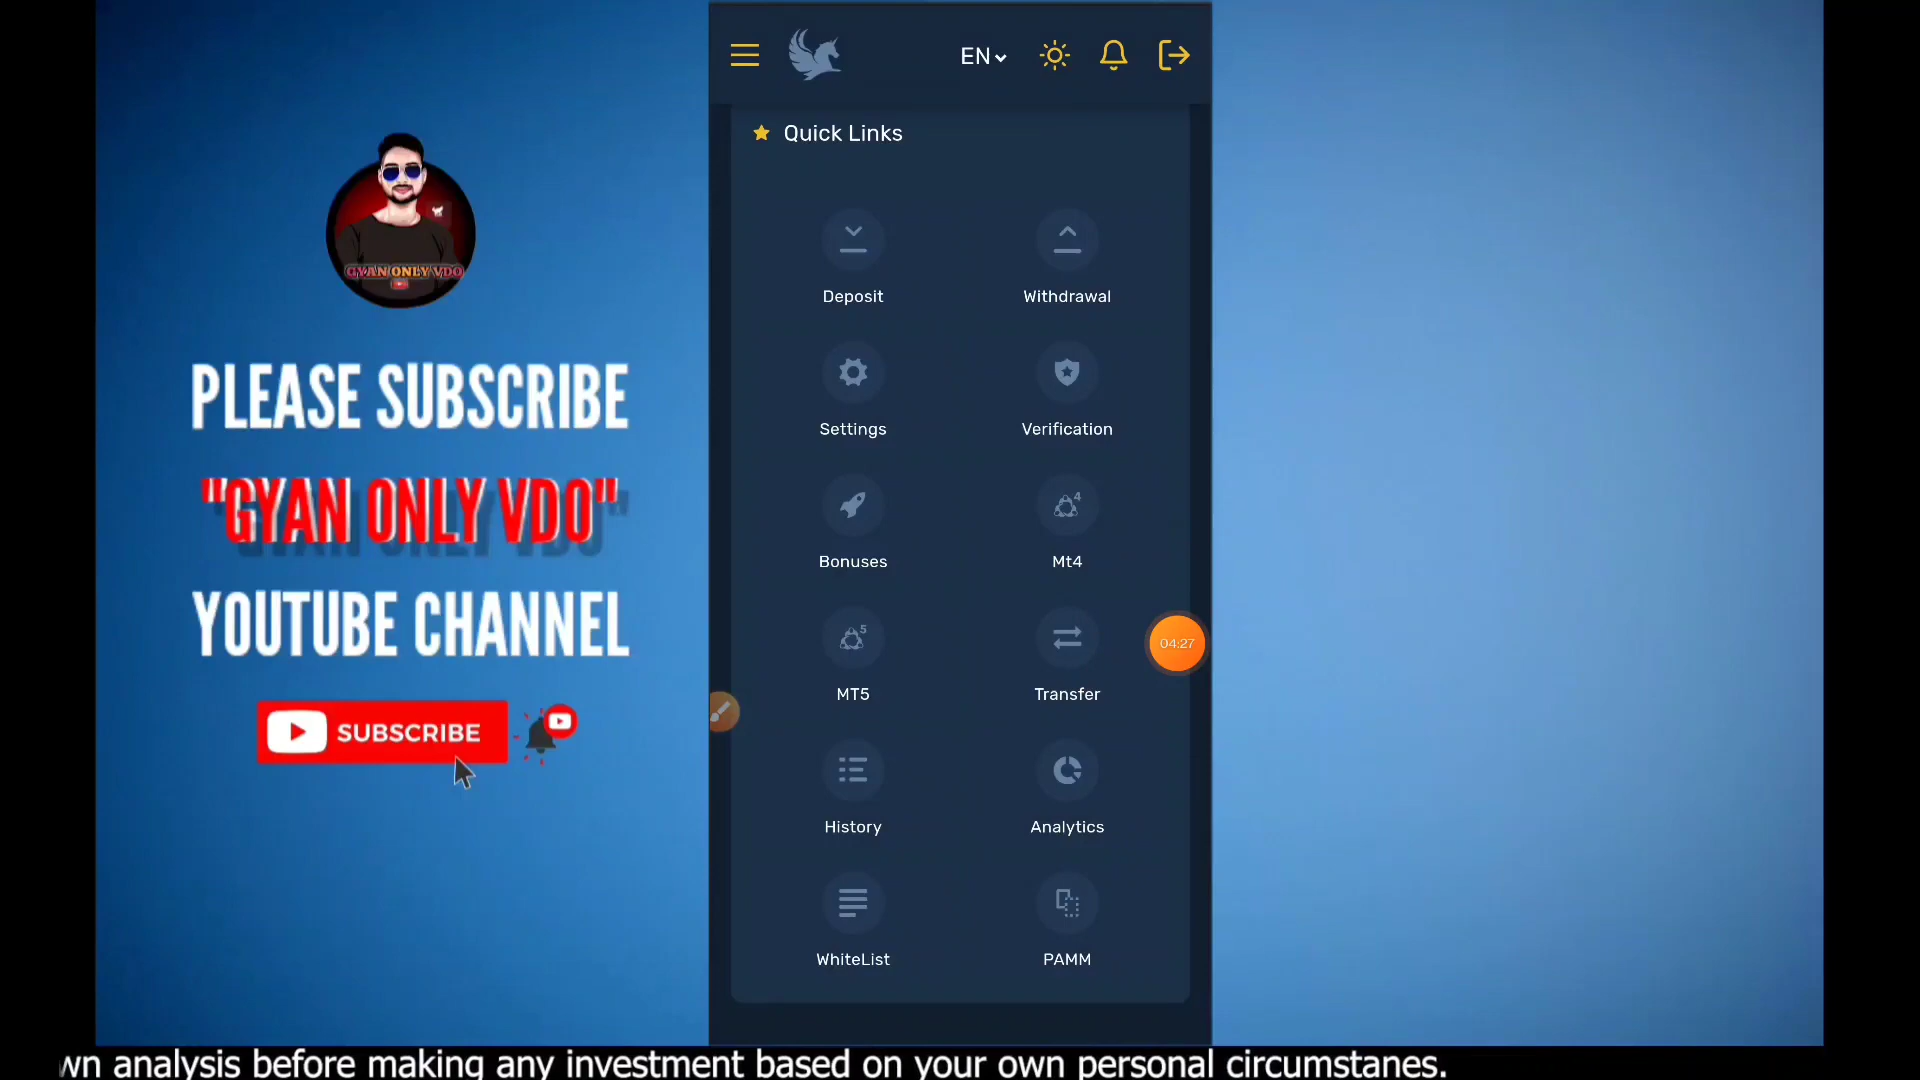 EN
Quick Links
GYAN ONLY VDO
PLEASE SUBSCRIBE
"GYAN ONLY VDO"
YOUTUBE CHANNEL
SUBSCRIBE
Deposit
Withdrawal
Settings
Verification
Bonuses
4
Mt4
5
MT5
Transfer
04:27
History
Analytics
WhiteList
PAMM
wn analysis before making any investment based on your own personal circumstanes.